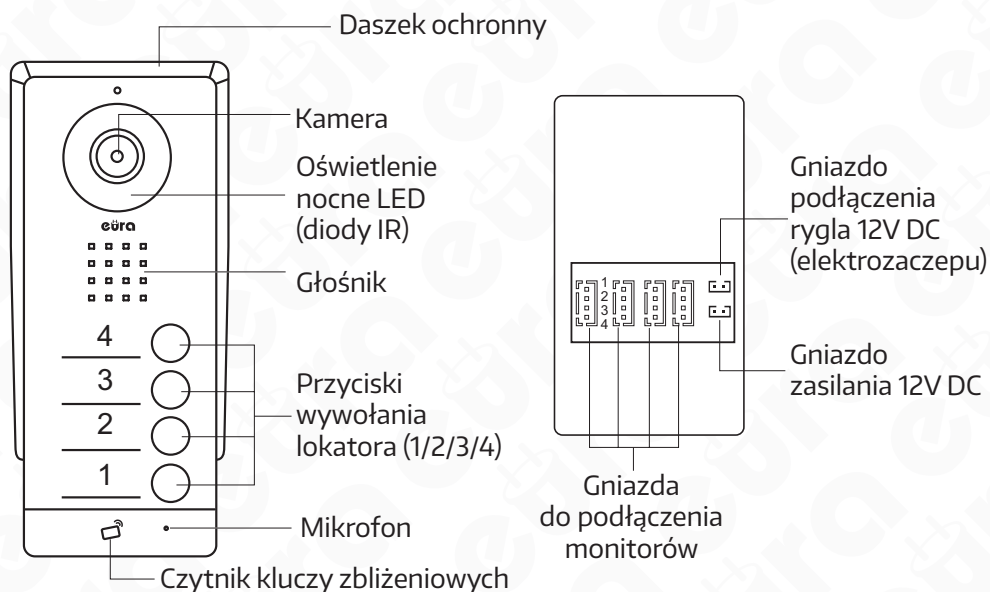 Daszek ochronny
Kamera
Oświetlenie
nocne LED
(diody IR)
eüra
Głośnik
4
3
2
1
Przyciski
wywołania
lokatora (1/2/3/4)
Mikrofon
Czytnik kluczy zbliżeniowych
Gniazdo
podłączenia
rygla 12V DC
(elektrozaczepu)
1
2
3
4
Gniazdo
zasilania 12V DC
Gniazda
do podłączenia
monitorów